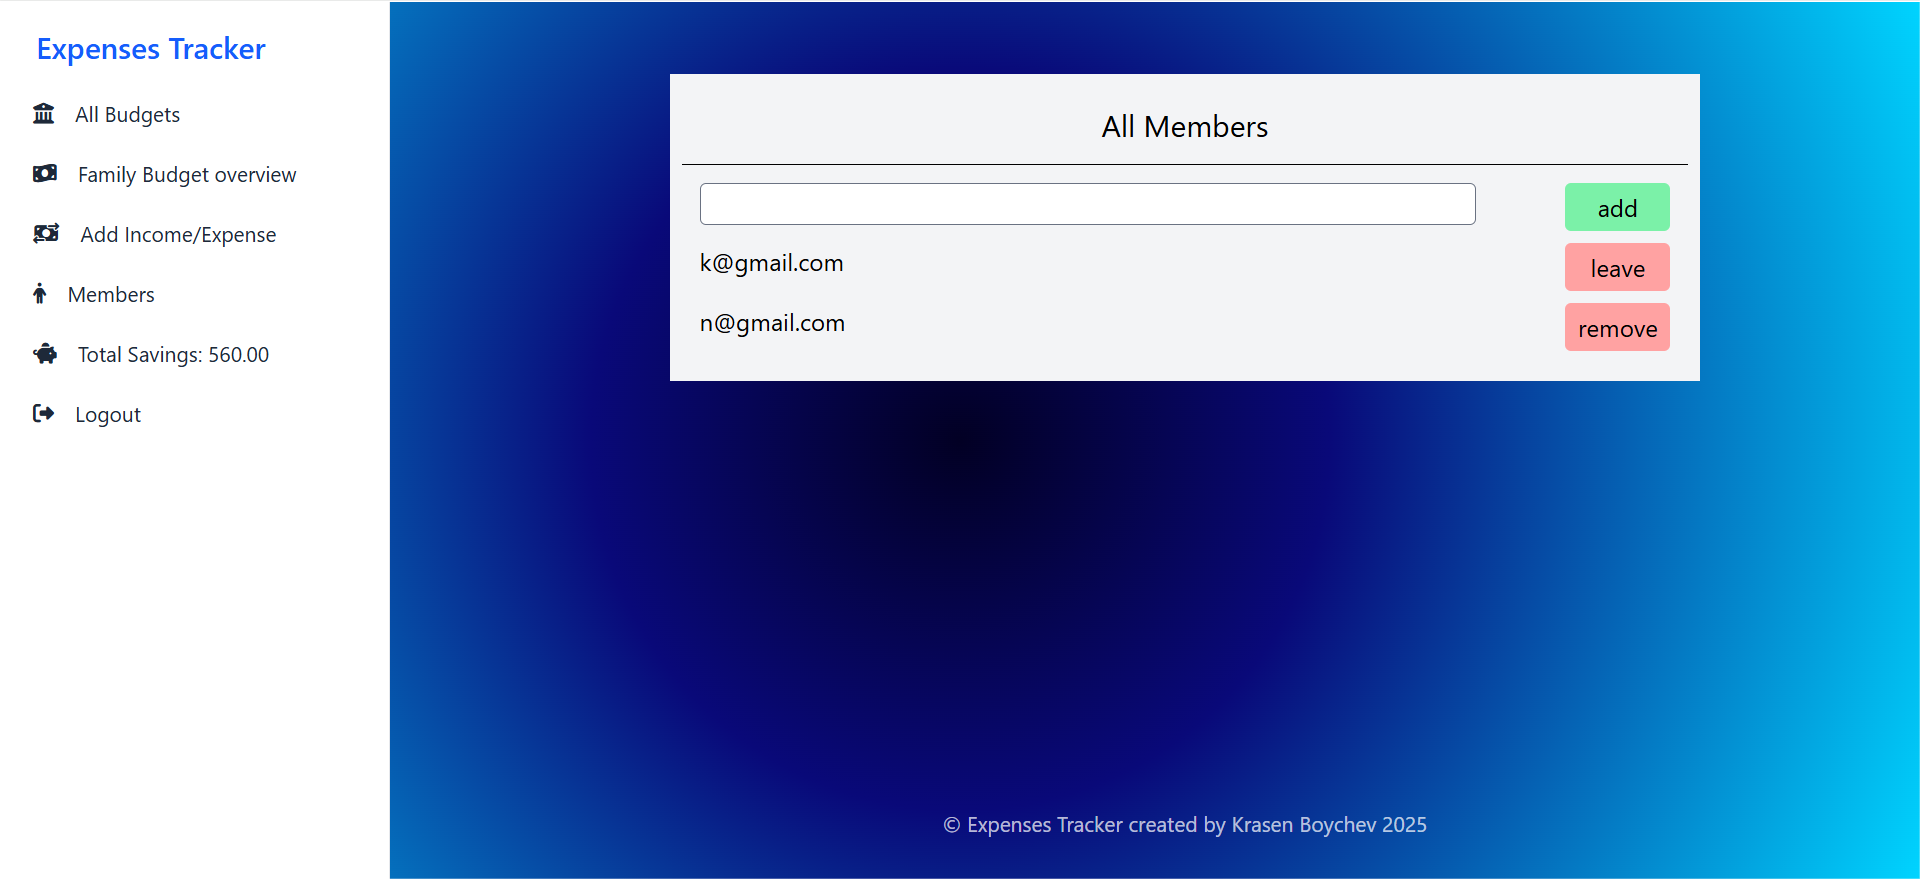 Expenses Tracker
All Budgets
Family Budget overview
Add Income/Expense
Members
Total Savings: 560.00
Logout
All Members
add
k@gmail.com leave
n@gmail.com remove
© Expenses Tracker created by Krasen Boychev 2025